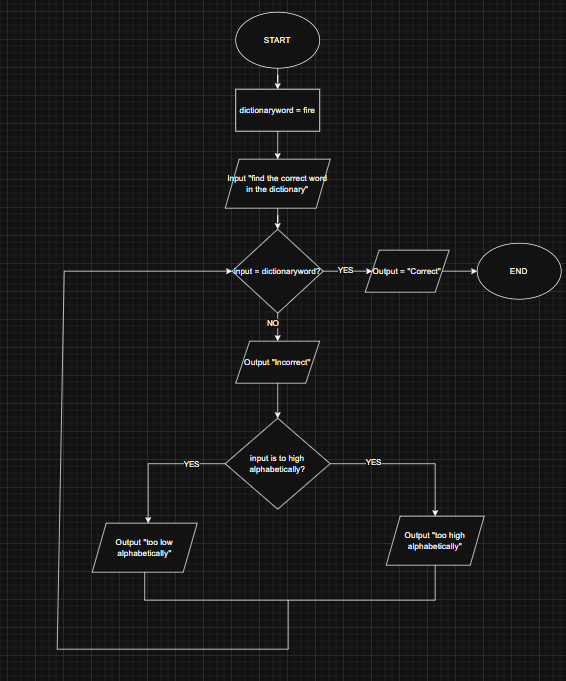 START
dictionaryword = fire
Input "find the correct word
in the dictionary"
input = dictionaryword?
YES
Output = "Correct"
END
NO
Output "Incorrect"
input is to high
alphabetically?
YES
YES
Output "too low
alphabetically"
Output "too high
alphabetically"